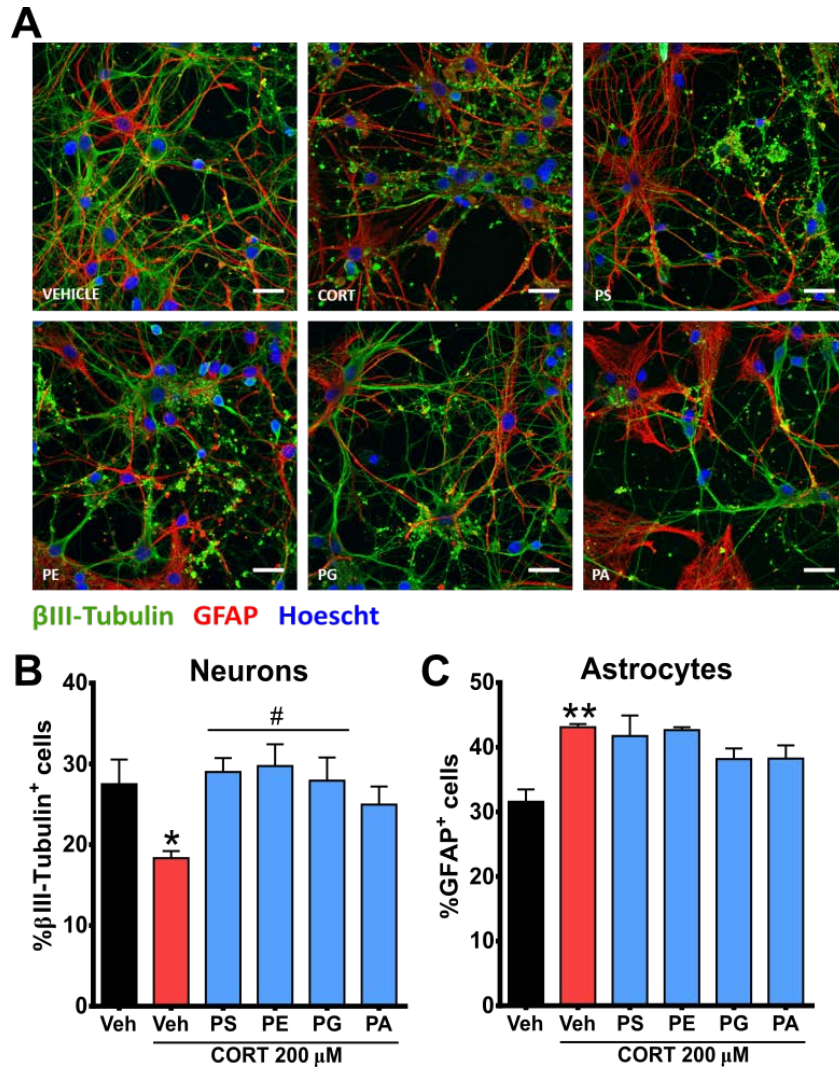 A
VEHICLE
CORT
PS
PE
PG
PA
βIII-Tubulin GFAP Hoescht
B
Neurons
%βIII-Tubulin+ cells
40
30
20
10
0
*
#
Veh Veh PS PE PG PA
CORT 200 μM
C
Astrocytes
%GFAP+ cells
50
40
30
20
10
0
**
Veh Veh PS PE PG PA
CORT 200 μM